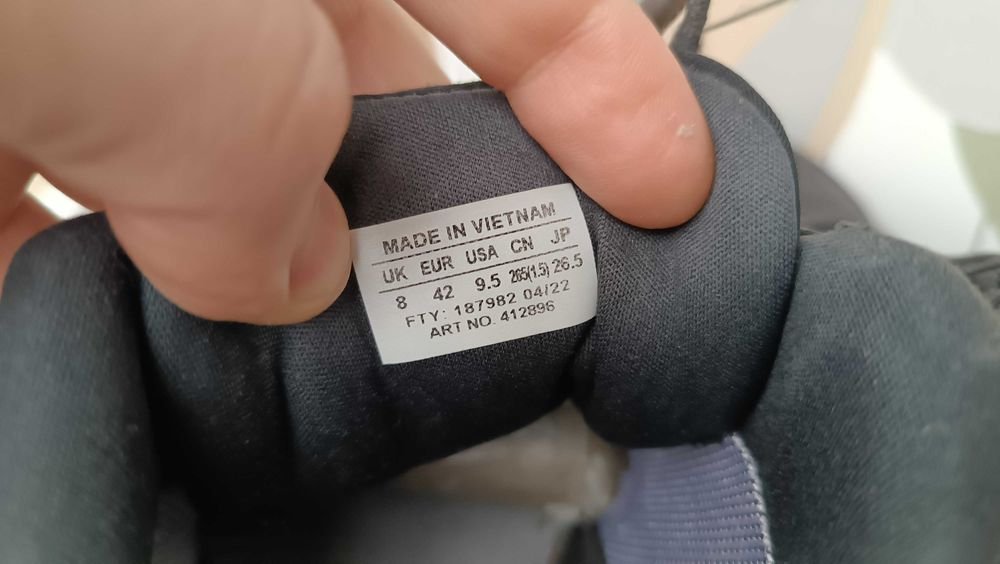 MADE IN VIETNAM
UK EUR USA CN JP
8 42 9.5 265(1.5) 26.5
FTY: 187982 04/22
ART NO. 412896